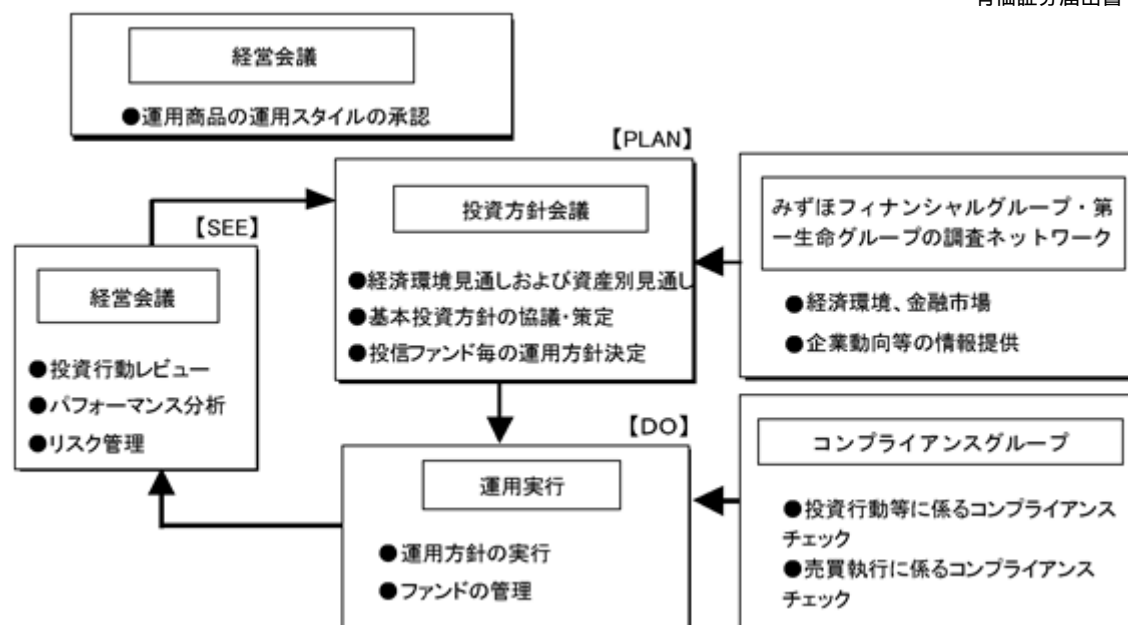 経営会議
●運用商品の運用スタイルの承認
【PLAN】
投資方針会議
●経済環境見通しおよび資産別見通し
●基本投資方針の協議・策定
●投信ファンド毎の運用方針決定
みずほフィナンシャルグループ・第
一生命グループの調査ネットワーク
●経済環境、金融市場
●企業動向等の情報提供
【SEE】
経営会議
●投資行動レビュー
●パフォーマンス分析
●リスク管理
【DO】
運用実行
●運用方針の実行
●ファンドの管理
コンプライアンスグループ
●投資行動等に係るコンプライアンス
チェック
●売買執行に係るコンプライアンス
チェック